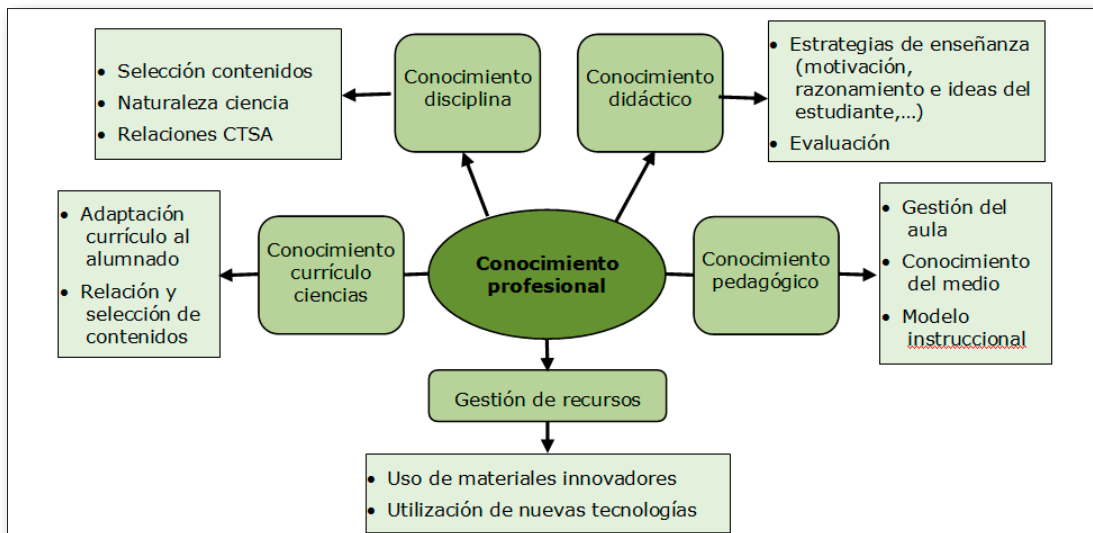 • Selección contenidos
• Naturaleza ciencia
• Relaciones CTSA
Conocimiento
disciplina
Conocimiento
didáctico
• Estrategias de enseñanza
(motivación,
razonamiento e ideas del
estudiante,…)
• Evaluación
• Adaptación
currículo al
alumnado
• Relación y
selección de
contenidos
Conocimiento
currículo
ciencias
Conocimiento
profesional
Conocimiento
pedagógico
• Gestión del
aula
• Conocimiento
del medio
• Modelo
instruccional
Gestión de recursos
• Uso de materiales innovadores
• Utilización de nuevas tecnologías